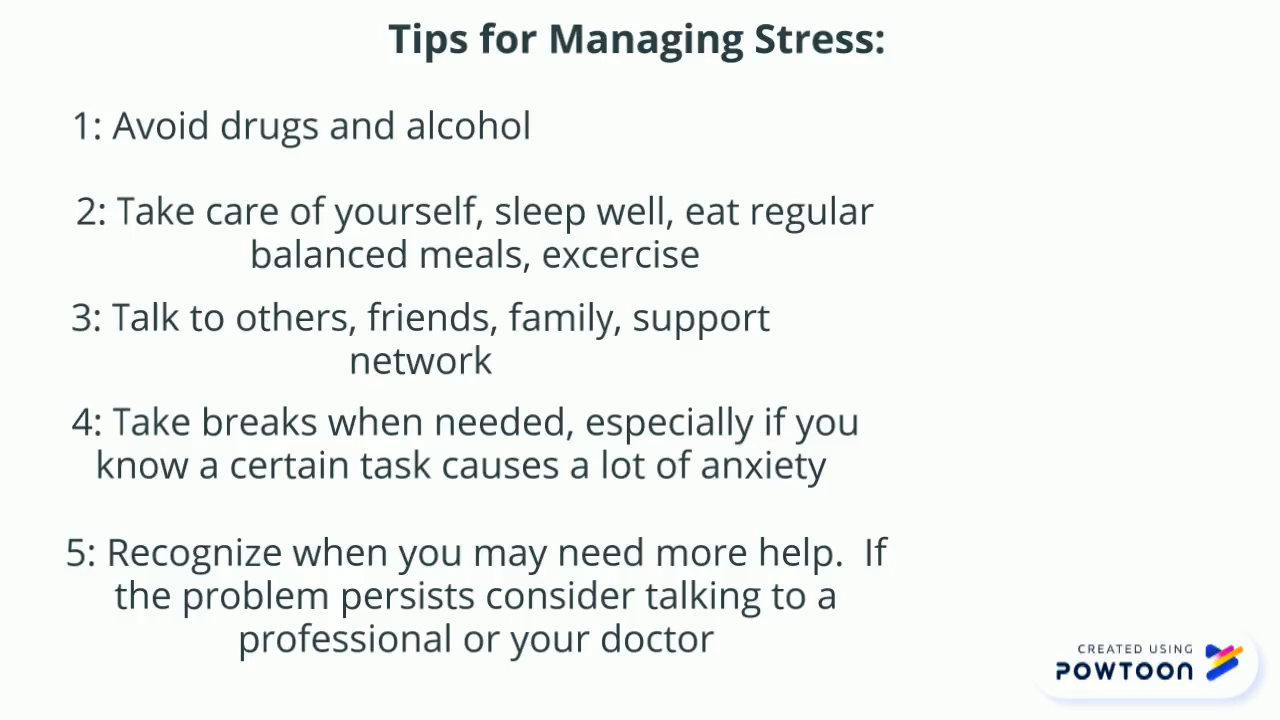 Tips for Managing Stress:
1: Avoid drugs and alcohol
2: Take care of yourself, sleep well, eat regular
balanced meals, excercise
3: Talk to others, friends, family, support
network
4: Take breaks when needed, especially if you
know a certain task causes a lot of anxiety
5: Recognize when you may need more help.  If
the problem persists consider talking to a
professional or your doctor
CREATED USING
POWTOON